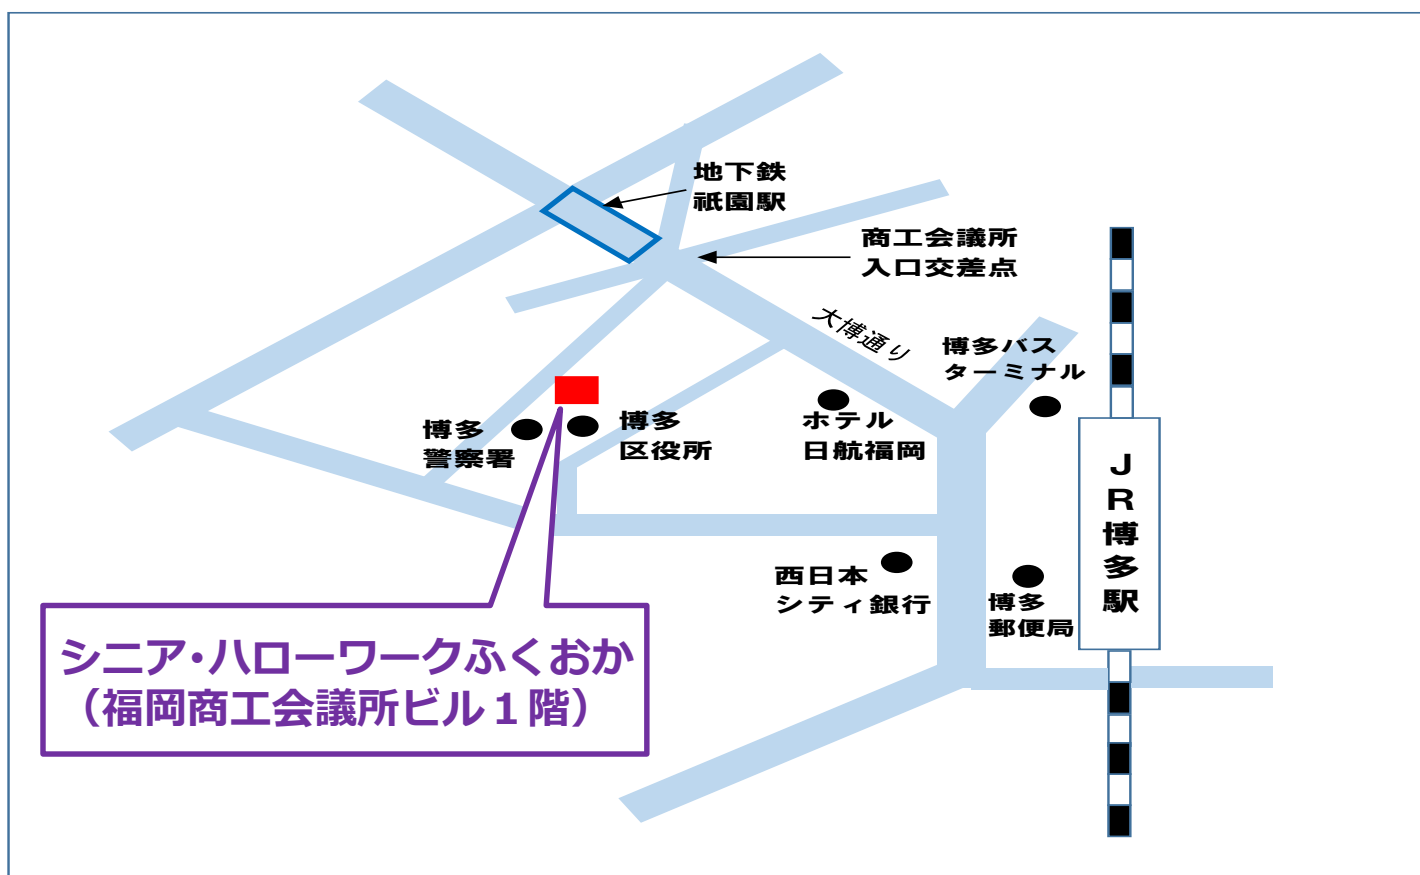 地下鉄
祇園駅
商工会議所
入口交差点
大博通り
博多バス
ターミナル
博多
警察署
博多
区役所
ホテル
日航福岡
JR博多駅
西日本
シティ銀行
博多
郵便局
シニア・ハローワークふくおか
（福岡商工会議所ビル１階）